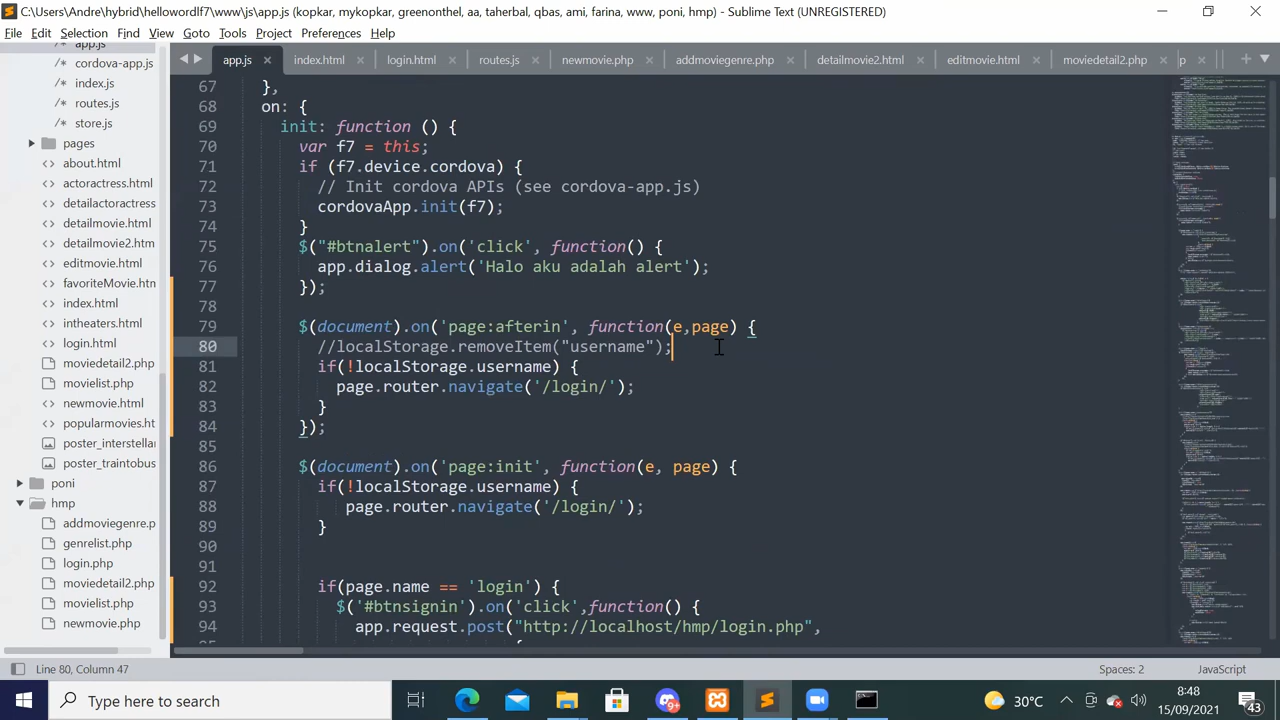 C:\Users\Andre\hybrid\hellowordlf7\www\js\app.js (kopkar, mykopkar, greenotchel, aa, taherbal, qbas, ami, farina, www, poni, hmp) - Sublime Text (UNREGISTERED)
File Edit Selection Find View Goto Tools Project Preferences Help
app.js
cordova-app.js
index.js
routes.js
store.js
pages
about.html
actoractress.html
detailactoractress
detailmovie.html
detailmovie2.htm
editmovie.html
index.html
intheaters.html
login.html
movielist.php
poster_interstellar
poster_traintobus
poni
addmoviegenre.p
genrelist.php
login.php
moviedetail2.php
movielist.php
newmovie.php
app.js index.html login.html routes.js newmovie.php addmoviegenre.php detailmovie2.html editmovie.html moviedetail2.php p
67 },
68 on: {
69 init: function () {
70 var f7 = this;
71 if (f7.device.cordova) {
72 // Init cordova APIs (see cordova-app.js)
73 cordovaApp.init(f7);
74 }
75 $("#btnalert").on('click', function() {
76 app.dialog.alert( aku adalah alert');
77 });
78
79 $(document).on('page:afterin', function(e,page) {
80 localStorage.removeItem("username");
81 if(!localStorage.username) {
82 page.router.navigate('/login/');
83 }
84 });
85
86 $(document).on('page:init', function(e, page) {
87 if(!localStorage.username) {
88 page.router.navigate('/login/');
89 }
90
91
92 if(page.name == 'login') {
93 $('#btnsignin').on('click', function() {
94 app.request.post("http://localhost/hmp/login.php",
Line 80, Column 47
Spaces: 2
JavaScript
Type here to search
30°C
8:48
15/09/2021
43